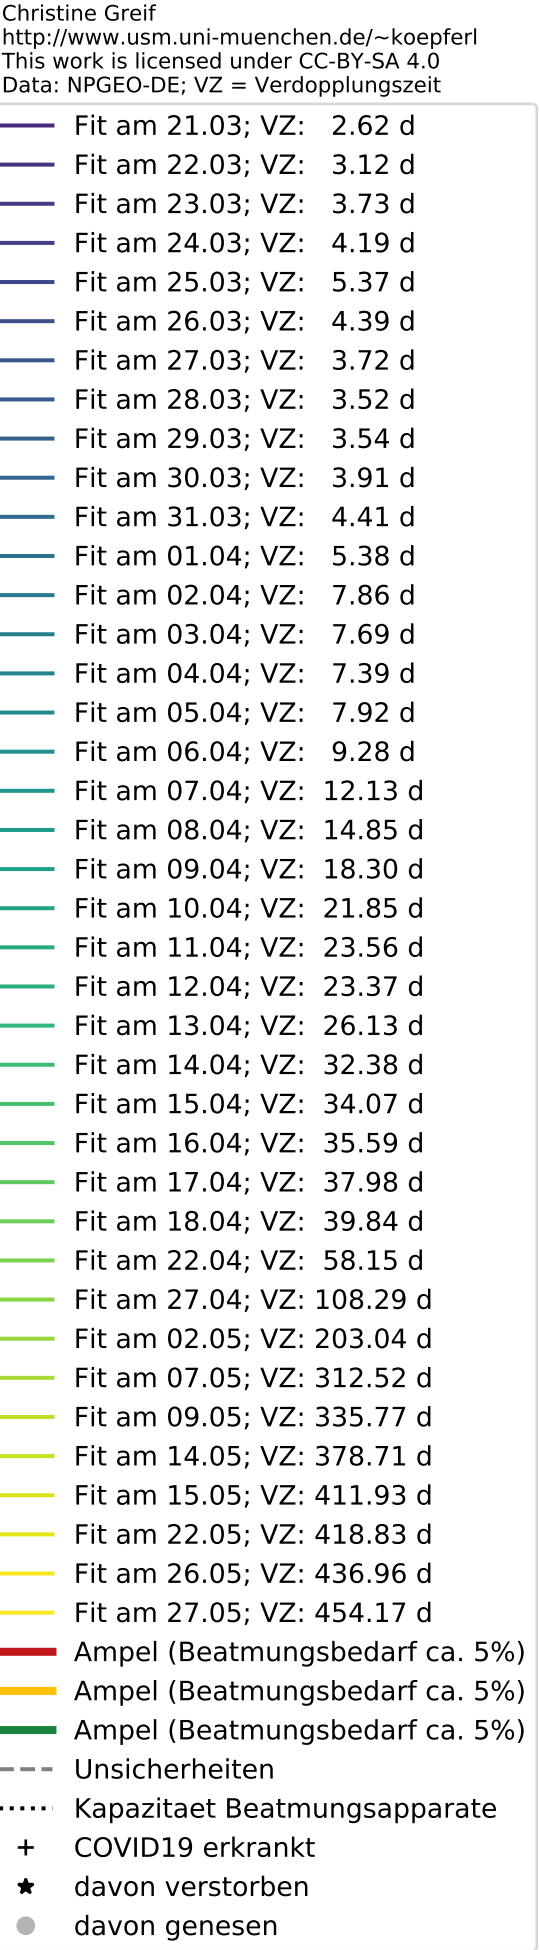 Christine Greif
http://www.usm.uni-muenchen.de/~koepferl
This work is licensed under CC-BY-SA 4.0
Data: NPGEO-DE; VZ = Verdopplungszeit
Fit am 21.03; VZ: 2.62 d
Fit am 22.03; VZ: 3.12 d
Fit am 23.03; VZ: 3.73 d
Fit am 24.03; VZ: 4.19 d
Fit am 25.03; VZ: 5.37 d
Fit am 26.03; VZ: 4.39 d
Fit am 27.03; VZ: 3.72 d
Fit am 28.03; VZ: 3.52 d
Fit am 29.03; VZ: 3.54 d
Fit am 30.03; VZ: 3.91 d
Fit am 31.03; VZ: 4.41 d
Fit am 01.04; VZ: 5.38 d
Fit am 02.04; VZ: 7.86 d
Fit am 03.04; VZ: 7.69 d
Fit am 04.04; VZ: 7.39 d
Fit am 05.04; VZ: 7.92 d
Fit am 06.04; VZ: 9.28 d
Fit am 07.04; VZ: 12.13 d
Fit am 08.04; VZ: 14.85 d
Fit am 09.04; VZ: 18.30 d
Fit am 10.04; VZ: 21.85 d
Fit am 11.04; VZ: 23.56 d
Fit am 12.04; VZ: 23.37 d
Fit am 13.04; VZ: 26.13 d
Fit am 14.04; VZ: 32.38 d
Fit am 15.04; VZ: 34.07 d
Fit am 16.04; VZ: 35.59 d
Fit am 17.04; VZ: 37.98 d
Fit am 18.04; VZ: 39.84 d
Fit am 22.04; VZ: 58.15 d
Fit am 27.04; VZ: 108.29 d
Fit am 02.05; VZ: 203.04 d
Fit am 07.05; VZ: 312.52 d
Fit am 09.05; VZ: 335.77 d
Fit am 14.05; VZ: 378.71 d
Fit am 15.05; VZ: 411.93 d
Fit am 22.05; VZ: 418.83 d
Fit am 26.05; VZ: 436.96 d
Fit am 27.05; VZ: 454.17 d
Ampel (Beatmungsbedarf ca. 5%)
Ampel (Beatmungsbedarf ca. 5%)
Ampel (Beatmungsbedarf ca. 5%)
Unsicherheiten
Kapazitaet Beatmungsapparate
COVID19 erkrankt
davon verstorben
davon genesen